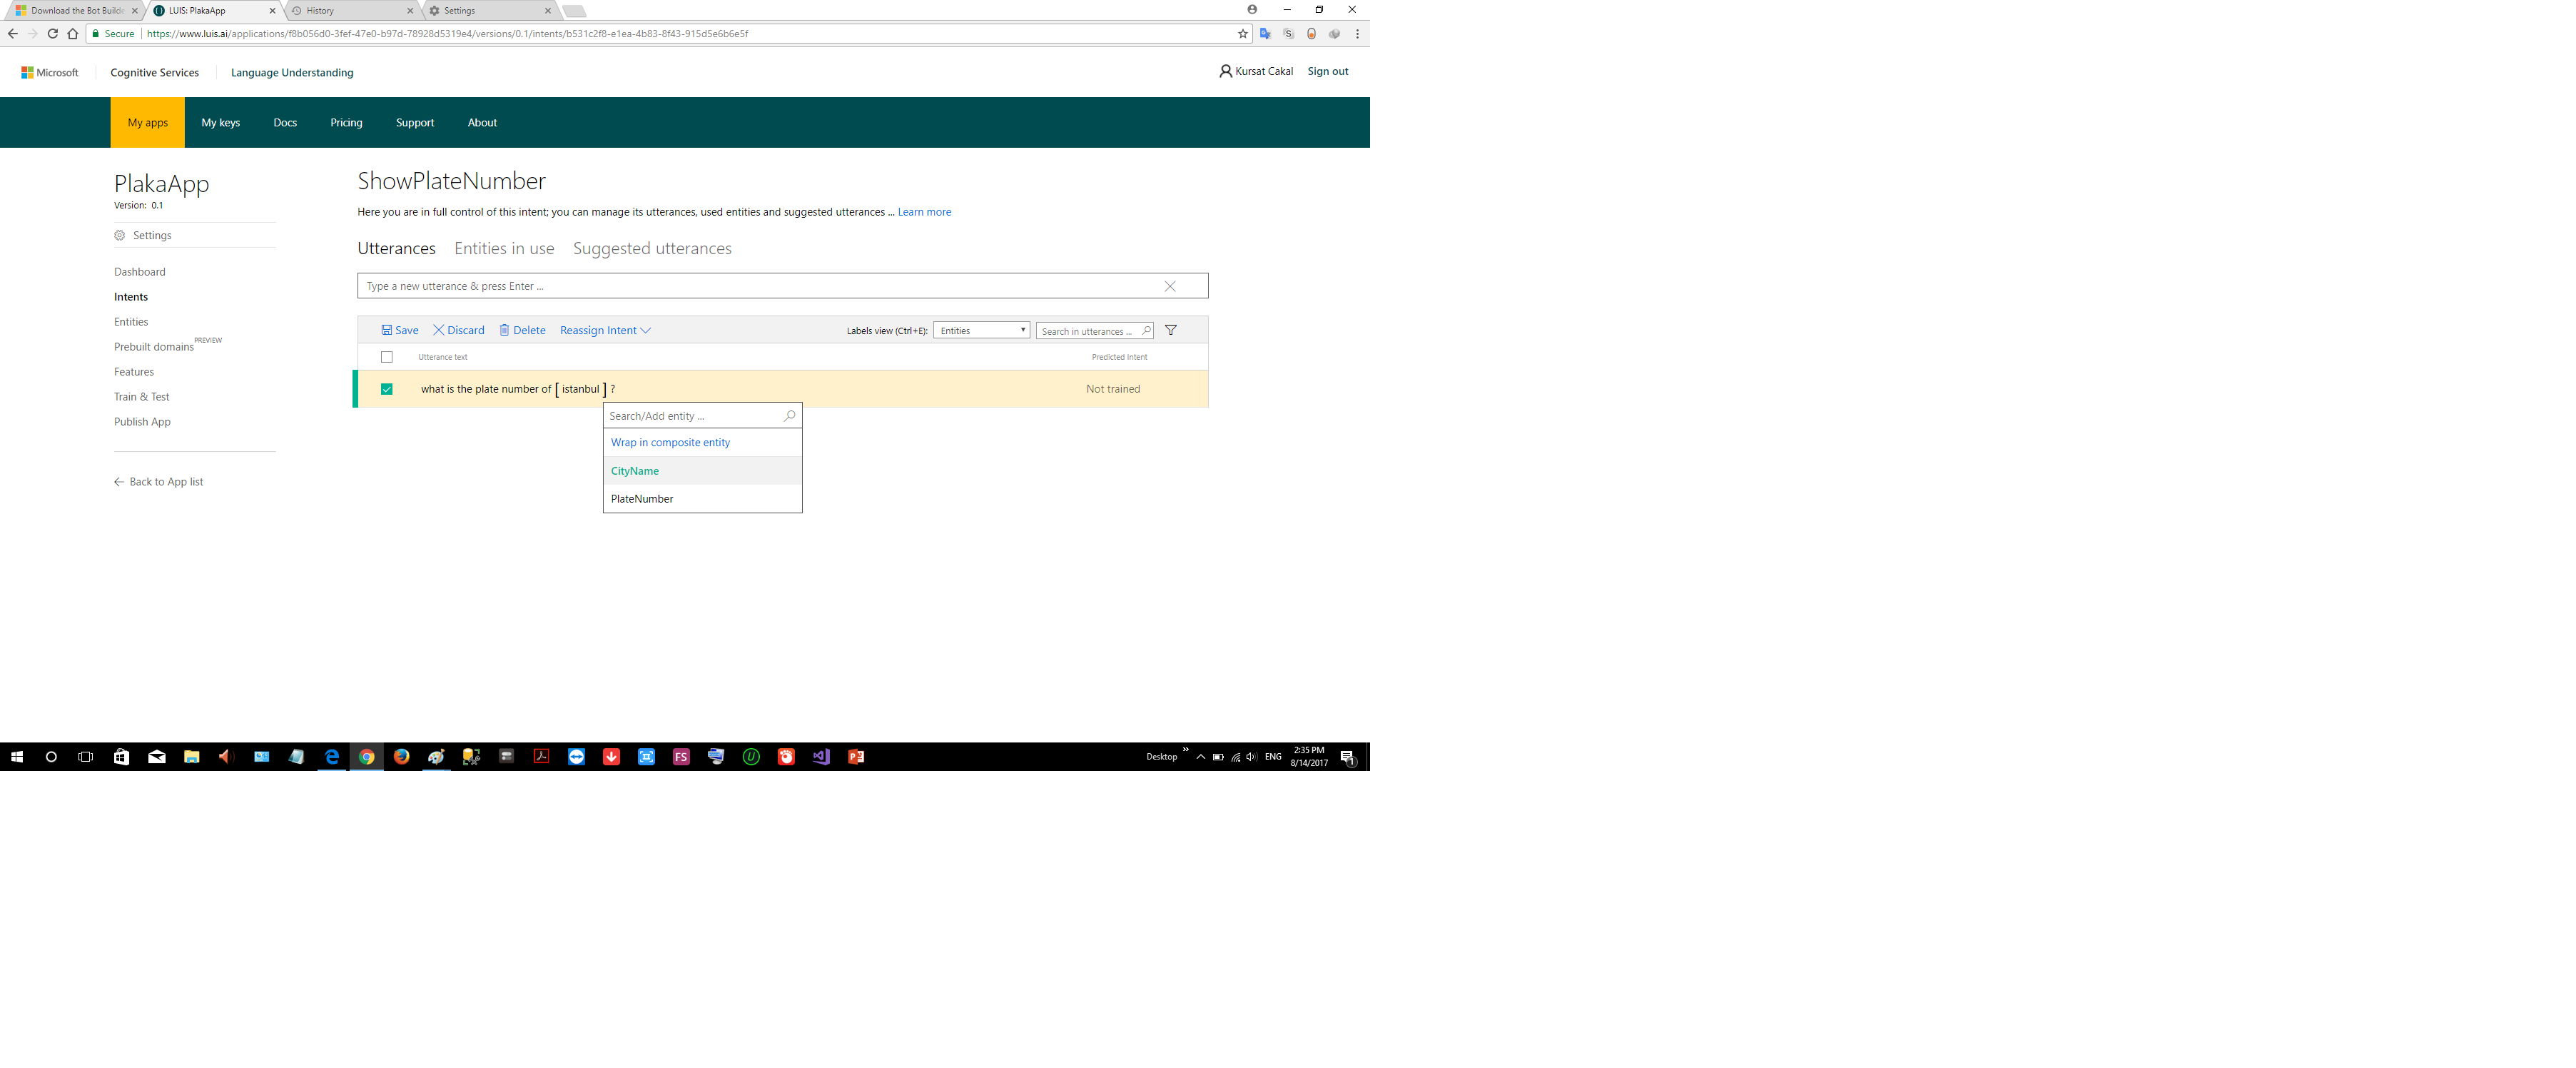 Download the Bot Builde
LUIS: PlakaApp
History
Settings
Secure
https://www.luis.ai/applications/f8b056d0-3fef-47e0-b97d-78928d5319e4/versions/0.1/intents/b531c2f8-e1ea-4b83-8f43-915d5e6b6e5f
Microsoft
Cognitive Services
Language Understanding
Kursat Cakal
Sign out
My apps
My keys
Docs
Pricing
Support
About
PlakaApp
Version: 0.1
Settings
Dashboard
Intents
Entities
Prebuilt domains PREVIEW
Features
Train & Test
Publish App
Back to App list
ShowPlateNumber
Here you are in full control of this intent; you can manage its utterances, used entities and suggested utterances ... Learn more
Utterances
Entities in use
Suggested utterances
Type a new utterance & press Enter ...
Save
Discard
Delete
Reassign Intent
Labels view (Ctrl+E):
Entities
Search in utterances ...
Utterance text
Predicted Intent
what is the plate number of [ istanbul ] ?
Not trained
Search/Add entity ...
Wrap in composite entity
CityName
PlateNumber
FS
Desktop
ENG
2:35 PM
8/14/2017
1